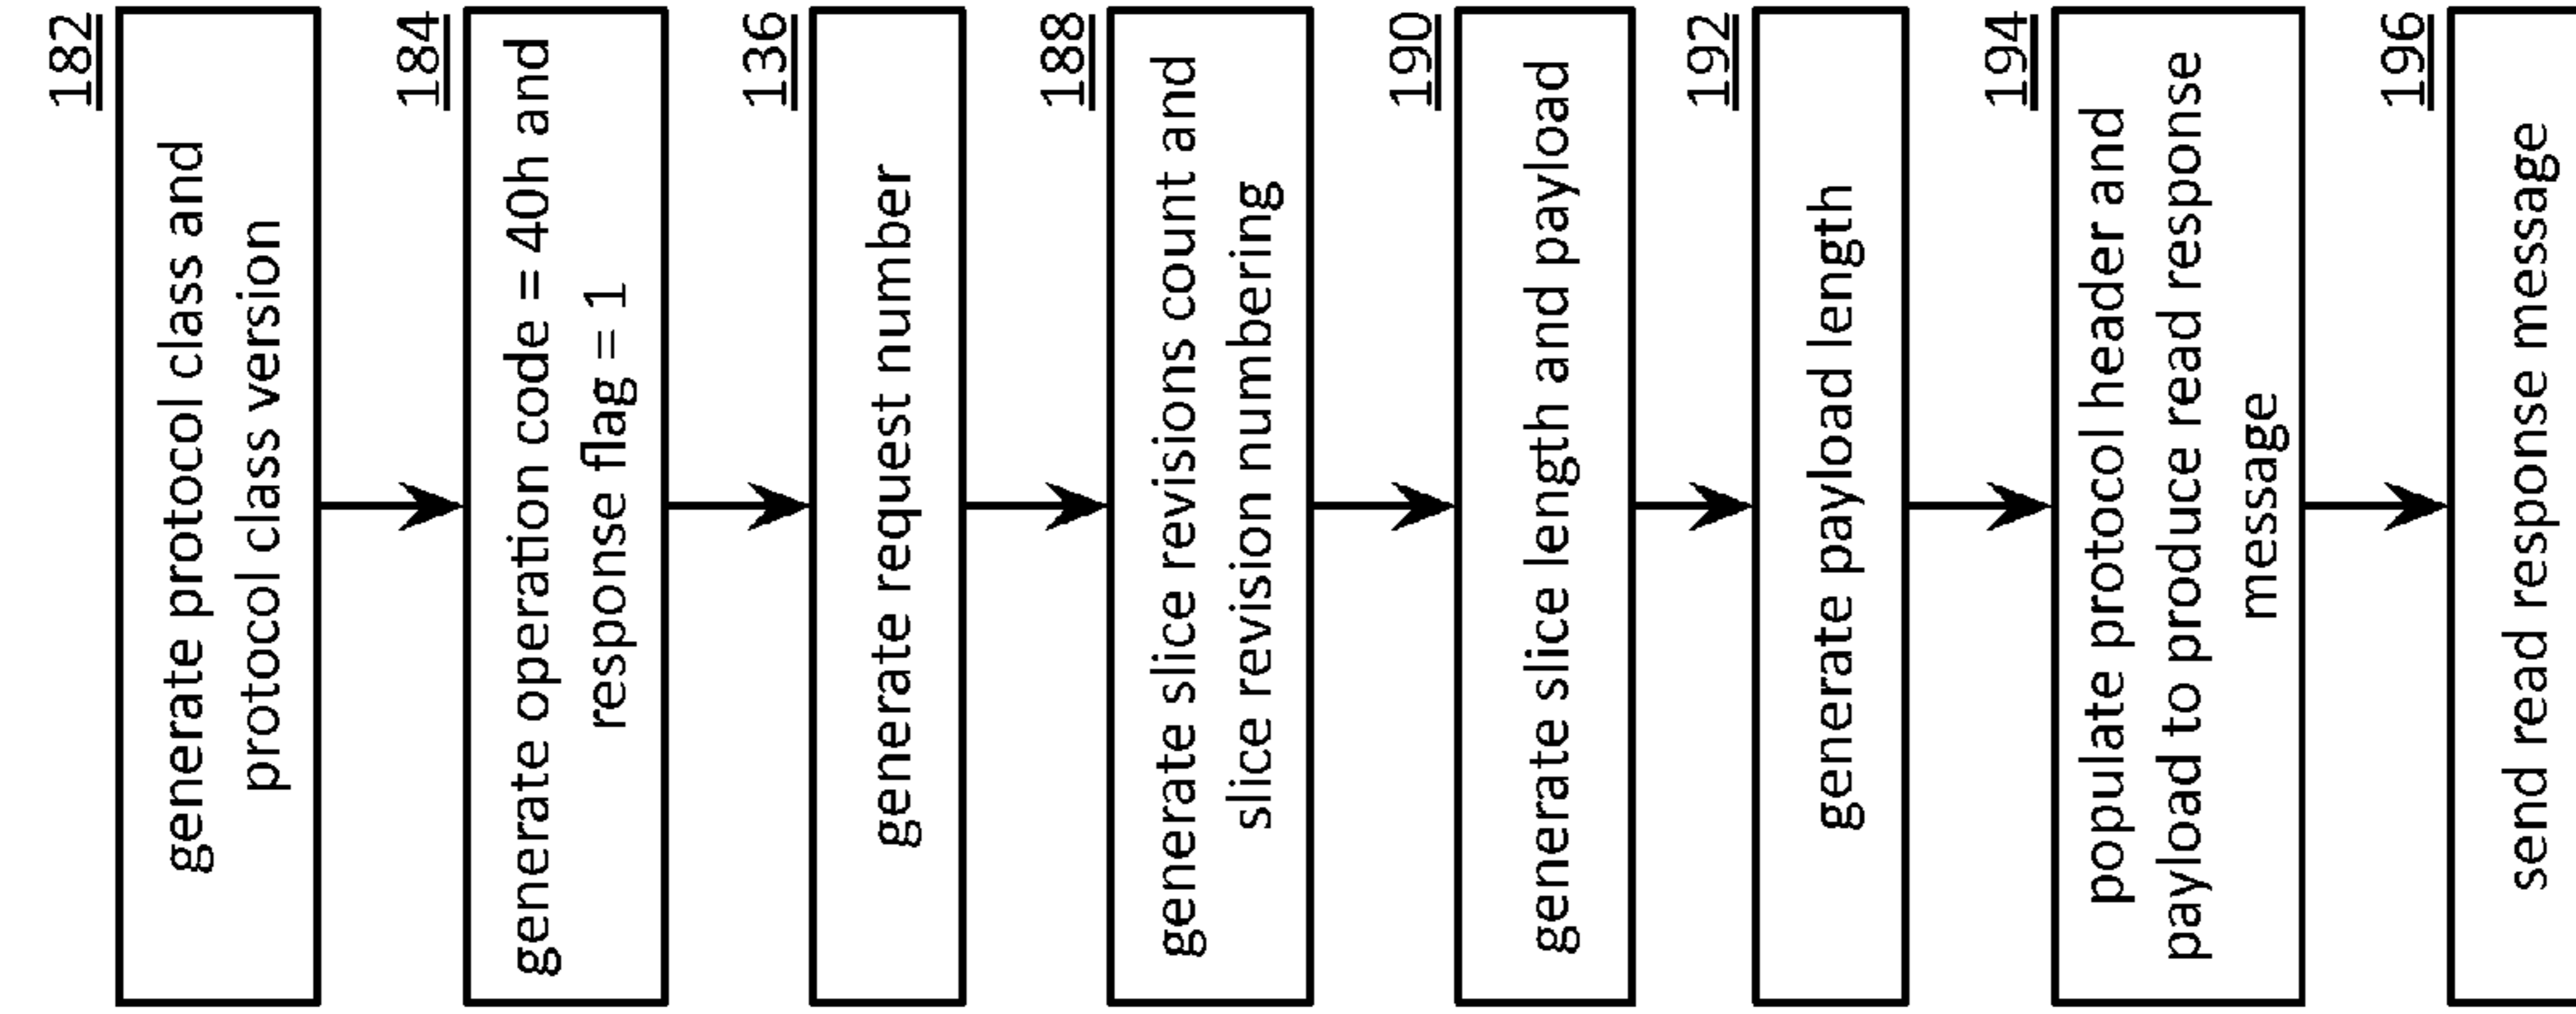 182
generate protocol class and
protocol class version
184
generate operation code = 40h and
response flag = 1
136
generate request number
188
generate slice revisions count and
slice revision numbering
190
generate slice length and payload
192
generate payload length
194
populate protocol header and
payload to produce read response
message
196
send read response message